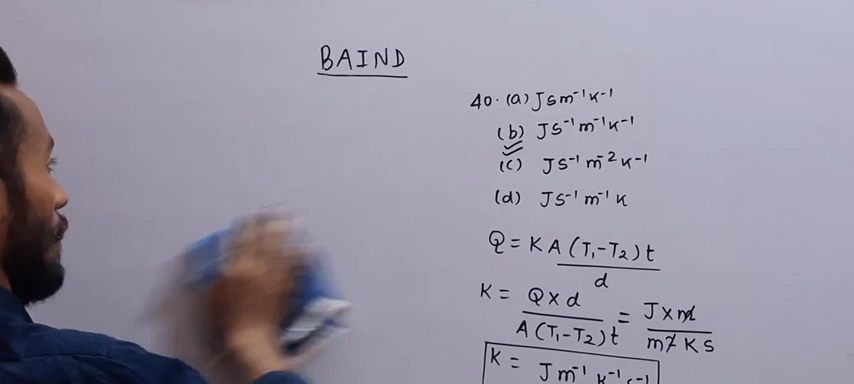 BAIND
40. (a) J s m⁻¹ K⁻¹
(b) J s⁻¹ m⁻¹ K⁻¹
(c) J s⁻¹ m⁻² K⁻¹
(d) J s⁻¹ m⁻¹ K
Q = K A (T₁-T₂) t / d
K = Q x d / A (T₁-T₂) t = J x m / m² K s
K = J m⁻¹ K⁻¹ s⁻¹